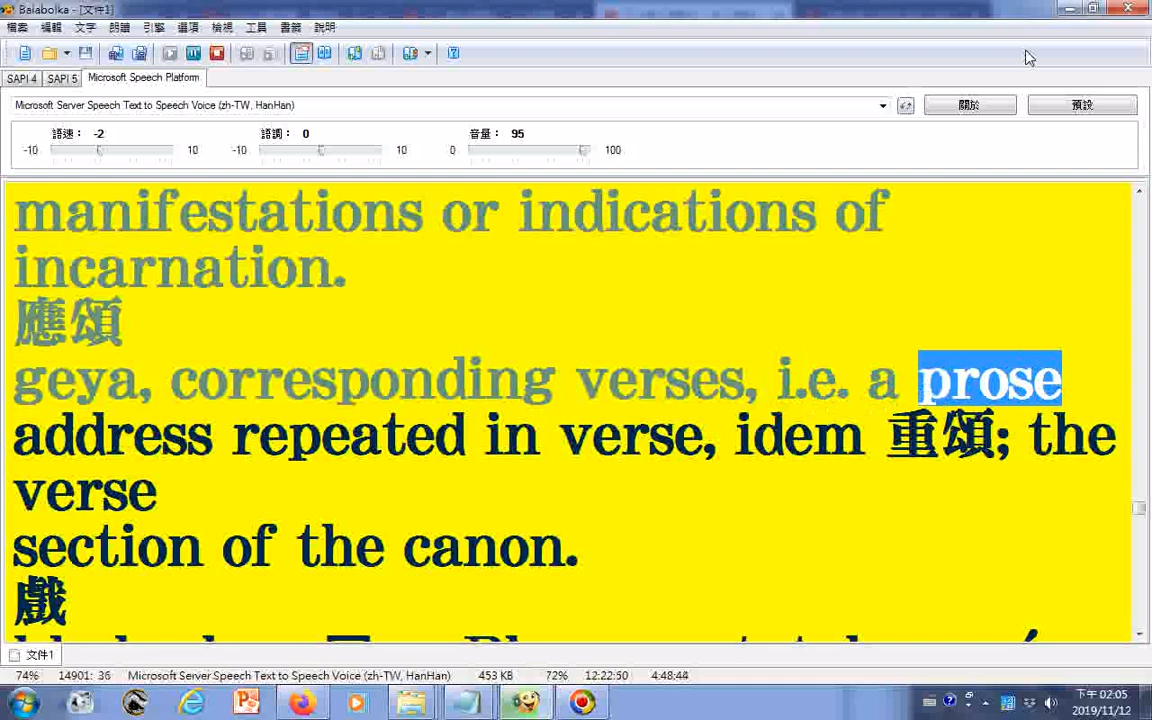 Balabolka - [文件1]
檔案 編輯 文字 朗讀 引擎 選項 檢視 工具 書籤 說明
SAPI 4 SAPI 5 Microsoft Speech Platform
Microsoft Server Speech Text to Speech Voice (zh-TW, HanHan) 關於 預設
語速： -2 語調： 0 音量： 95
-10 10 -10 10 0 100
manifestations or indications of
incarnation.
應頌
geya, corresponding verses, i.e. a prose
address repeated in verse, idem 重頌; the
verse
section of the canon.
戲
文件1
74% 14901: 36 Microsoft Server Speech Text to Speech Voice (zh-TW, HanHan) 453 KB 72% 12:22:50 4:48:44
下午 02:05
2019/11/12